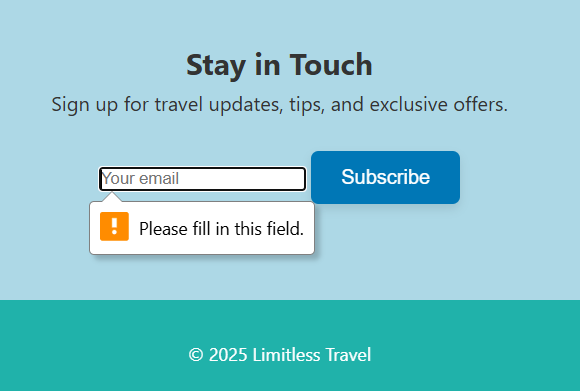 Stay in Touch
Sign up for travel updates, tips, and exclusive offers.
Your email
Subscribe
Please fill in this field.
© 2025 Limitless Travel